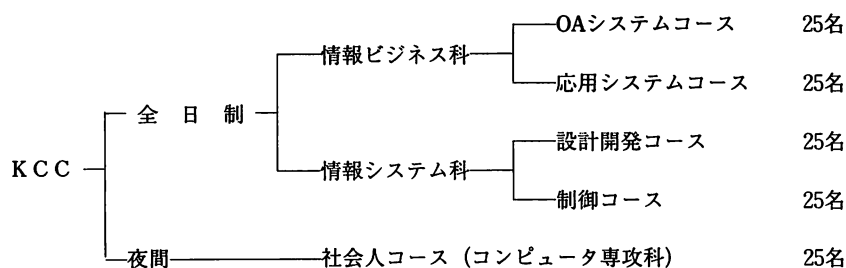 OAシステムコース 25名
情報ビジネス科
応用システムコース 25名
全日制
設計開発コース 25名
KCC
情報システム科
制御コース 25名
夜間 社会人コース (コンピュータ専攻科) 25名